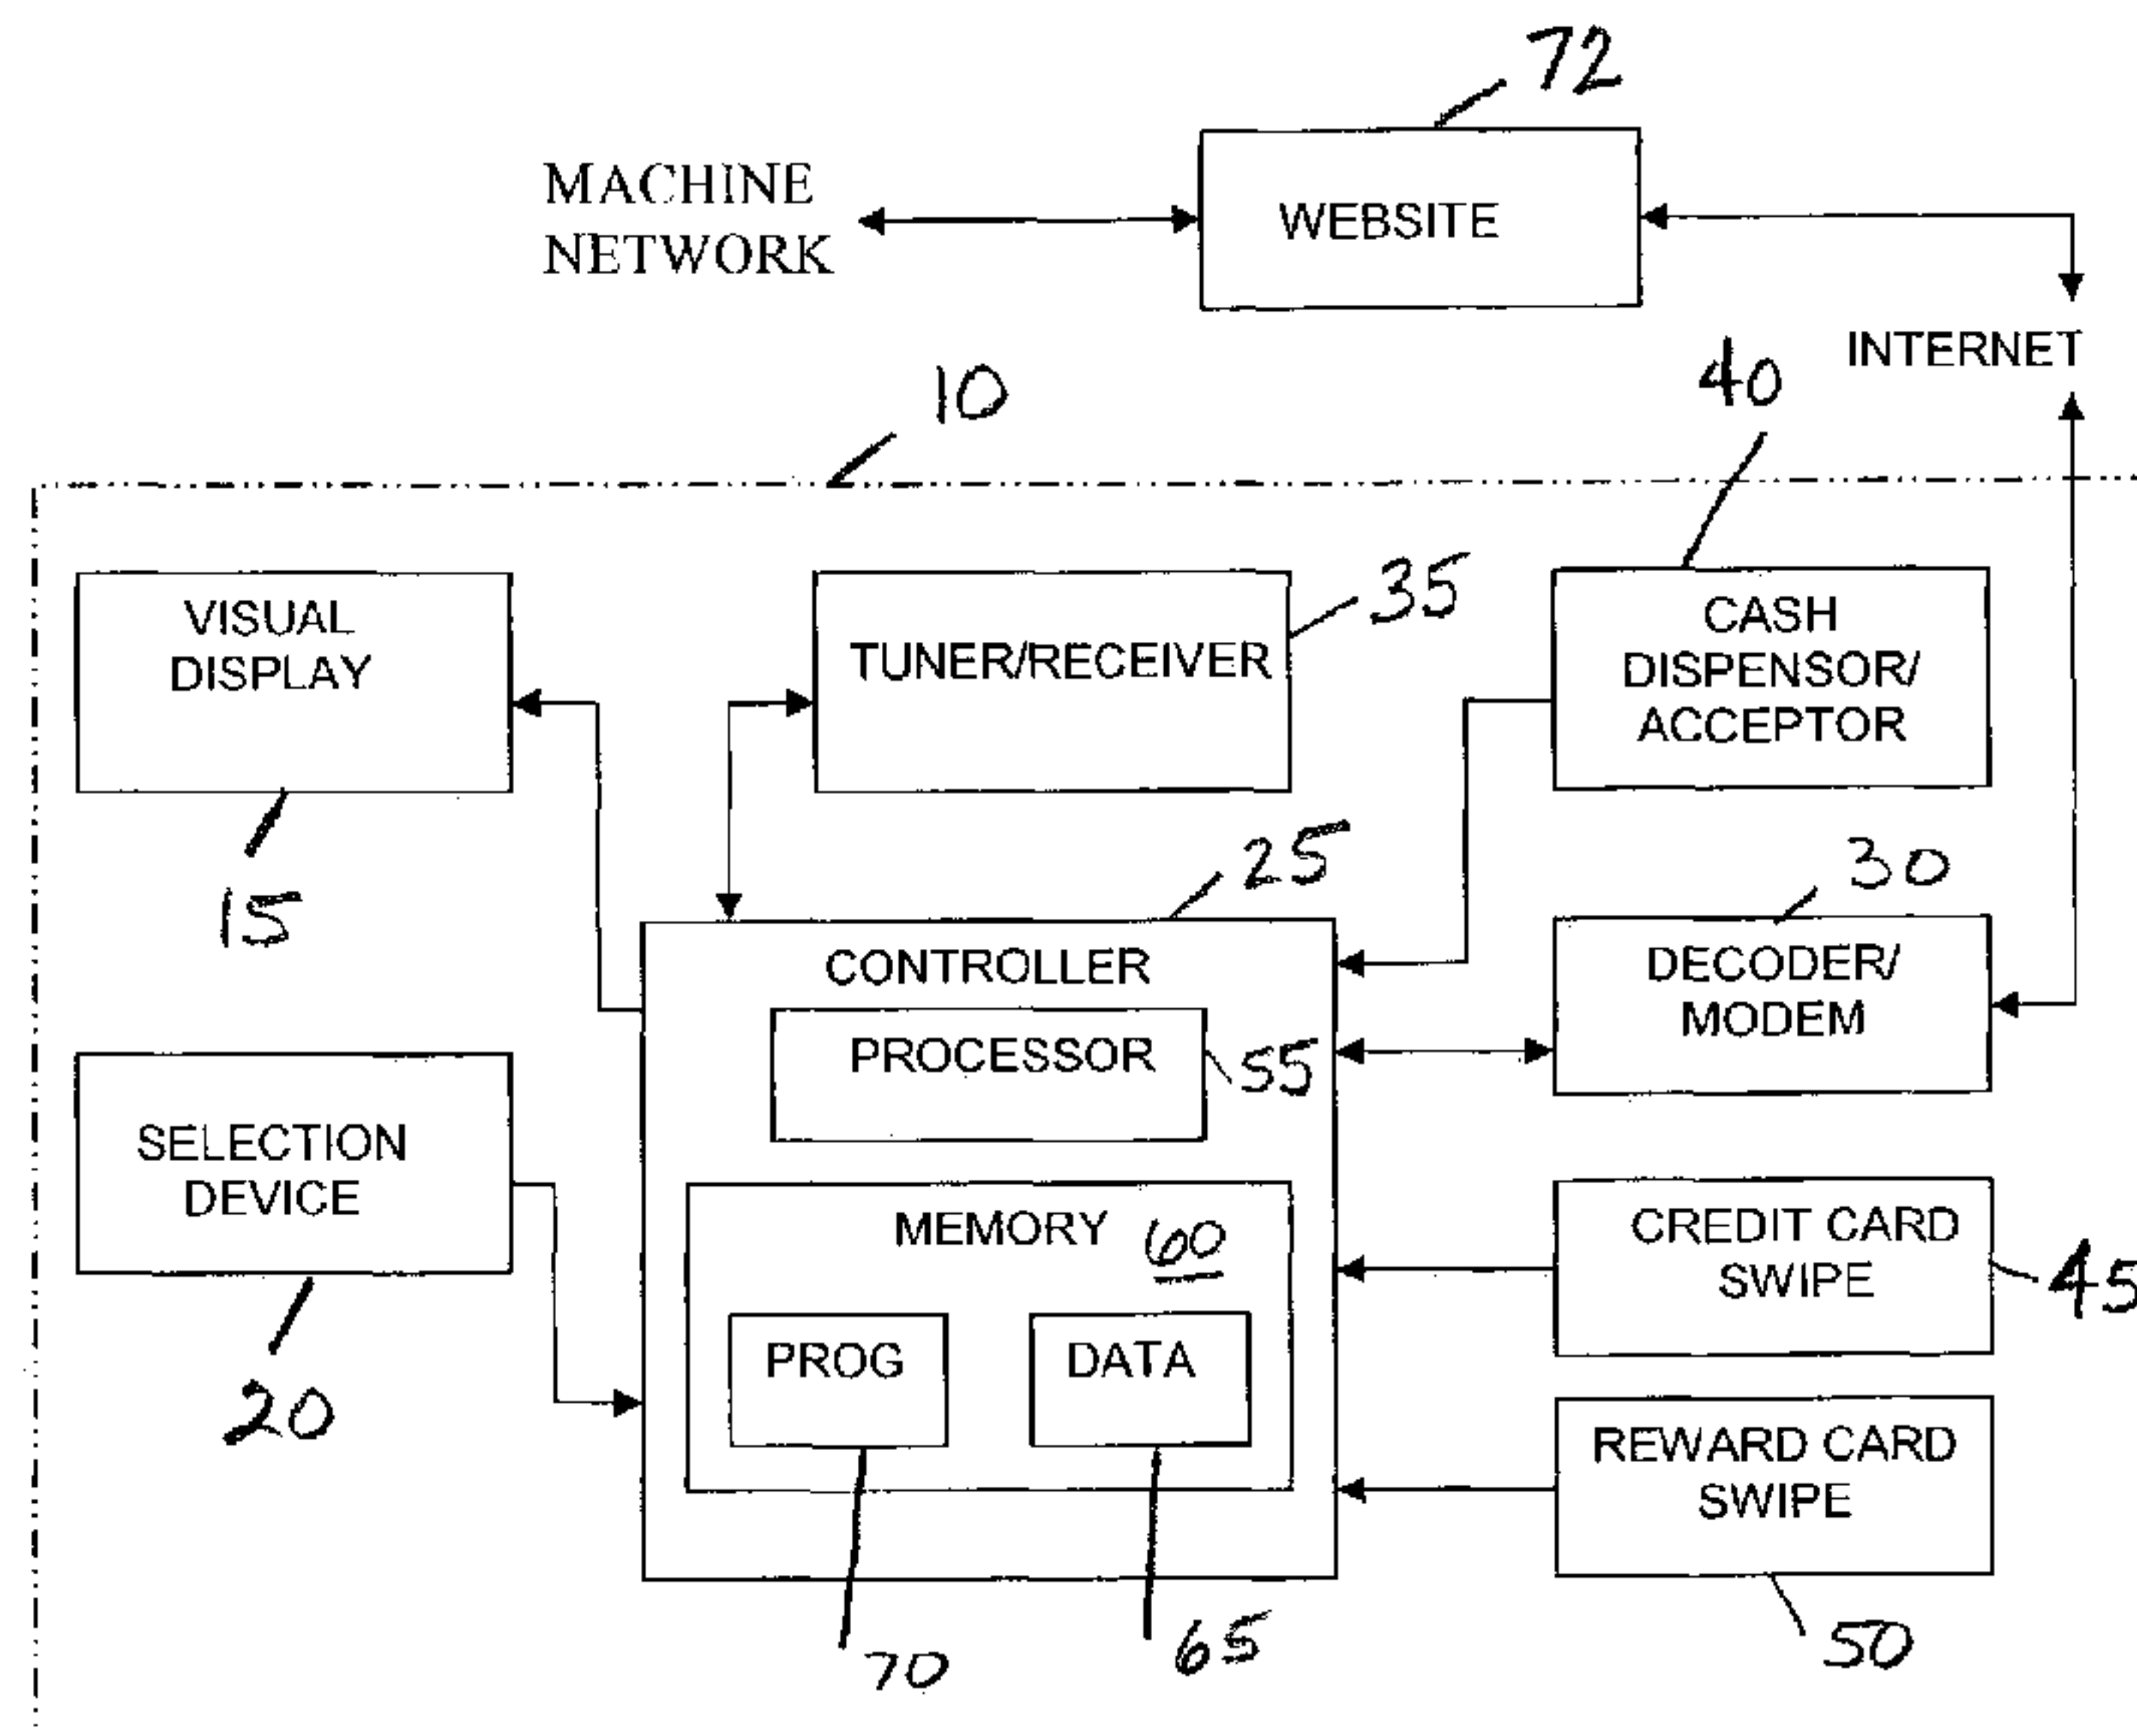 72
MACHINE
NETWORK
WEBSITE
INTERNET
10
40
VISUAL
DISPLAY
TUNER/RECEIVER
35
CASH
DISPENSOR/
ACCEPTOR
15
25
30
CONTROLLER
DECODER/
MODEM
PROCESSOR
55
SELECTION
DEVICE
MEMORY 60
CREDIT CARD
SWIPE
45
20
PROG
DATA
REWARD CARD
SWIPE
70
65
50